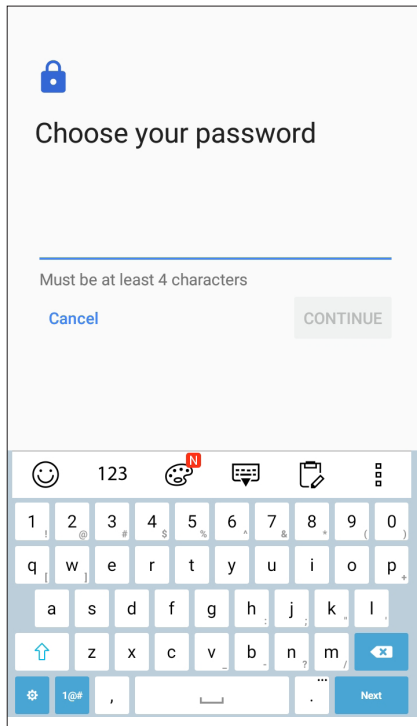 Choose your password
Must be at least 4 characters
Cancel CONTINUE
123 N
1 ! 2 @ 3 # 4 $ 5 % 6 ^ 7 & 8 * 9 ( 0 )
q [ w ] e r t y u i o p +
a s d f g h : j ; k " l '
z x c v _ b - n ? m /
1@# , . ... Next